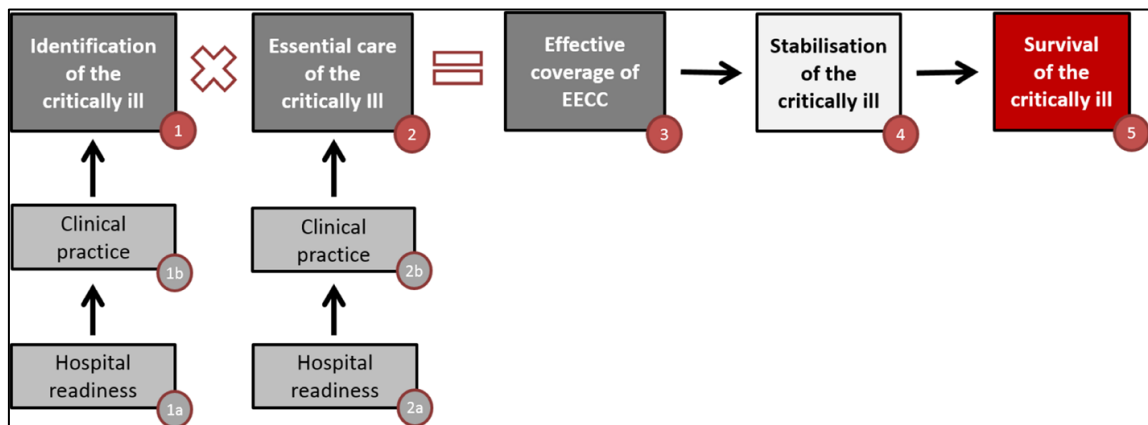 Identification
of the
critically ill
1
Essential care
of the
critically Ill
2
Effective
coverage of
EECC
3
Stabilisation
of the
critically ill
4
Survival
of the
critically ill
5
Clinical
practice
1b
Clinical
practice
2b
Hospital
readiness
1a
Hospital
readiness
2a